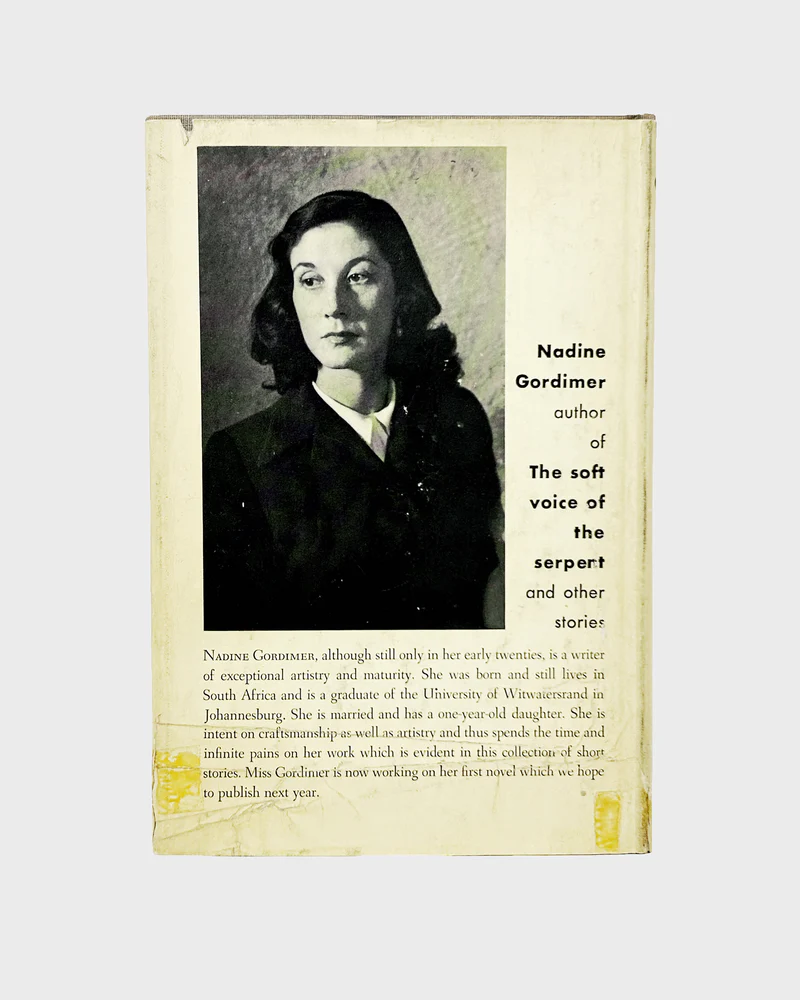 Nadine
Gordimer
author
of
The soft
voice of
the
serpent
and other
stories
NADINE GORDIMER, although still only in her early twenties, is a writer
of exceptional artistry and maturity. She was born and still lives in
South Africa and is a graduate of the University of Witwatersrand in
Johannesburg. She is married and has a one-year-old daughter. She is
intent on craftsmanship as well as artistry and thus spends the time and
infinite pains on her work which is evident in this collection of short
stories. Miss Gordimer is now working on her first novel which we hope
to publish next year.